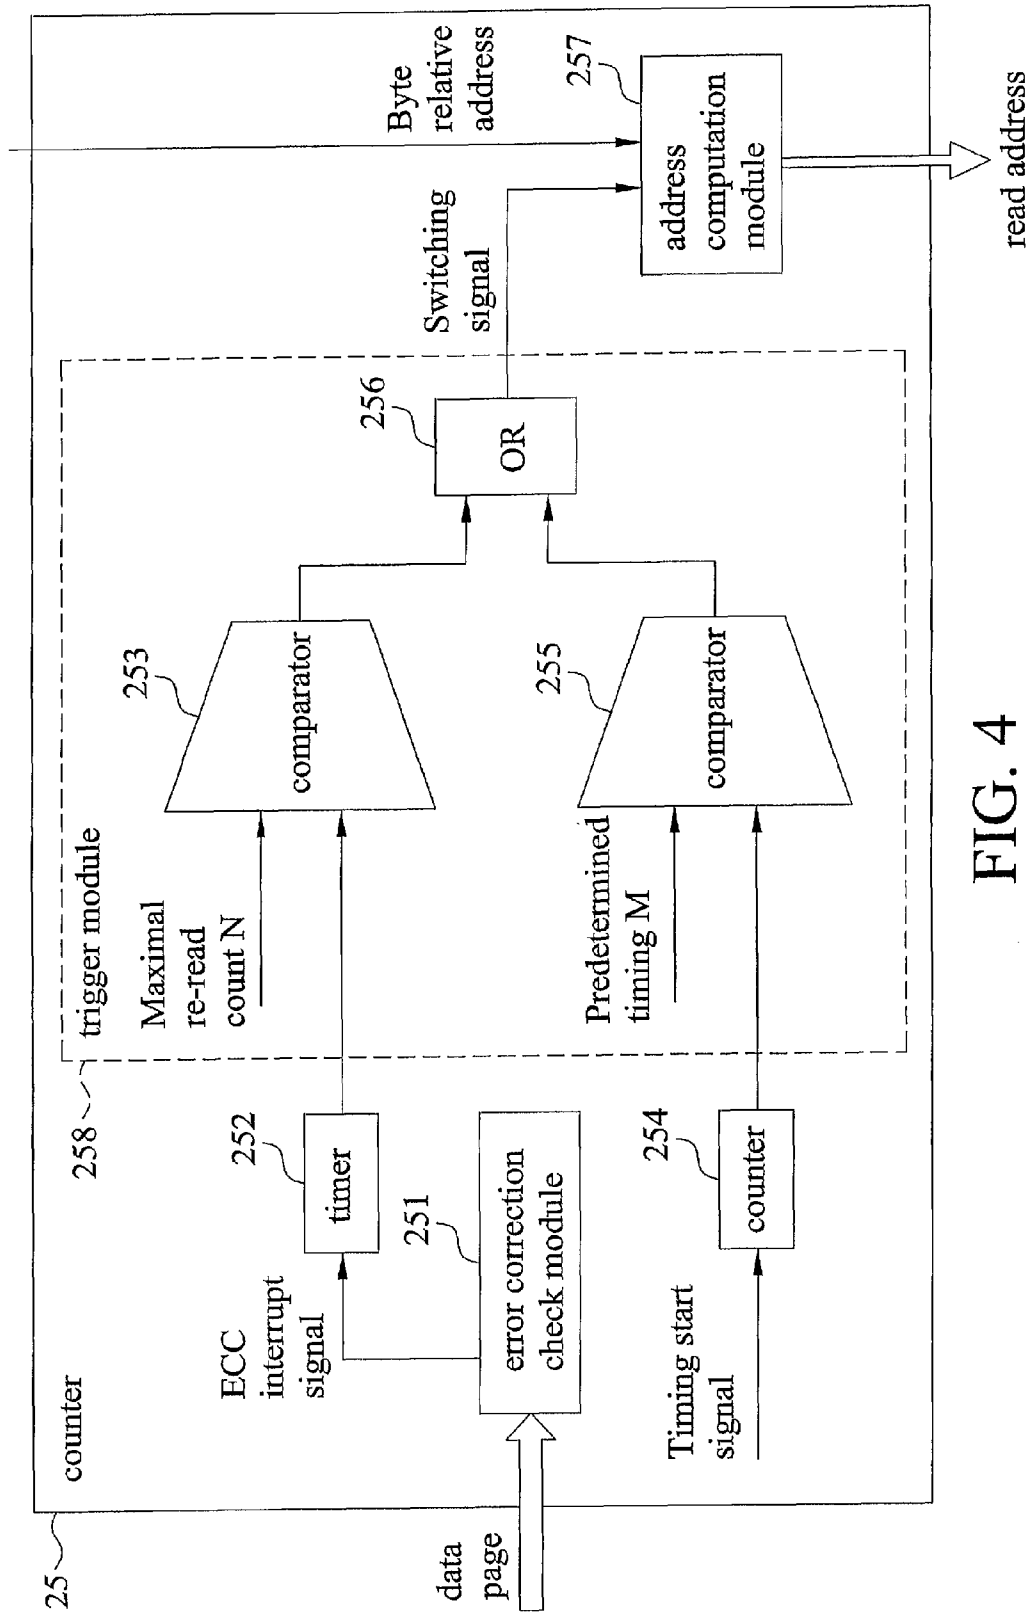 25
counter
data
page
258
trigger module
ECC
interrupt
signal
252
timer
251
error correction
check module
Timing start
signal
254
counter
Maximal
re-read
count N
253
comparator
Predetermined
timing M
255
comparator
256
OR
Switching
signal
Byte
relative
address
257
address
computation
module
read address
FIG. 4